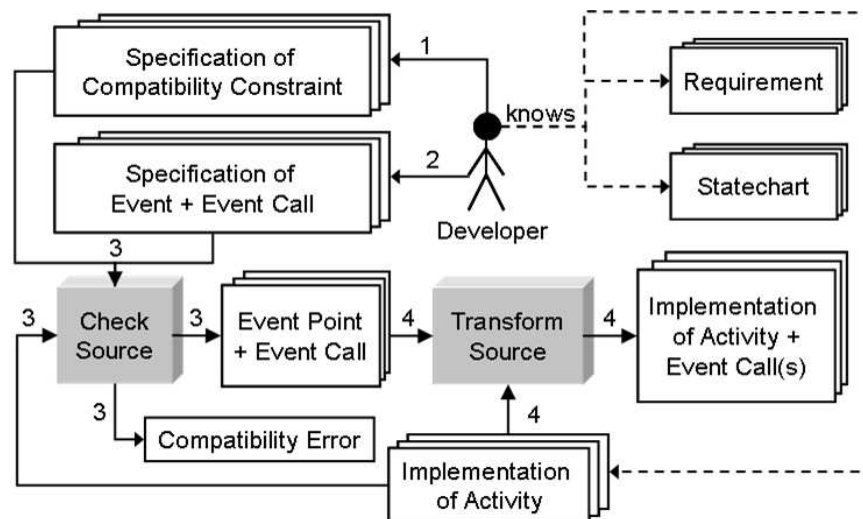 Specification of
Compatibility Constraint
1
knows
Requirement
Specification of
Event + Event Call
2
Statechart
Developer
3
3
Check
Source
3
Event Point
+ Event Call
4
Transform
Source
4
Implementation
of Activity +
Event Call(s)
3
Compatibility Error
4
Implementation
of Activity